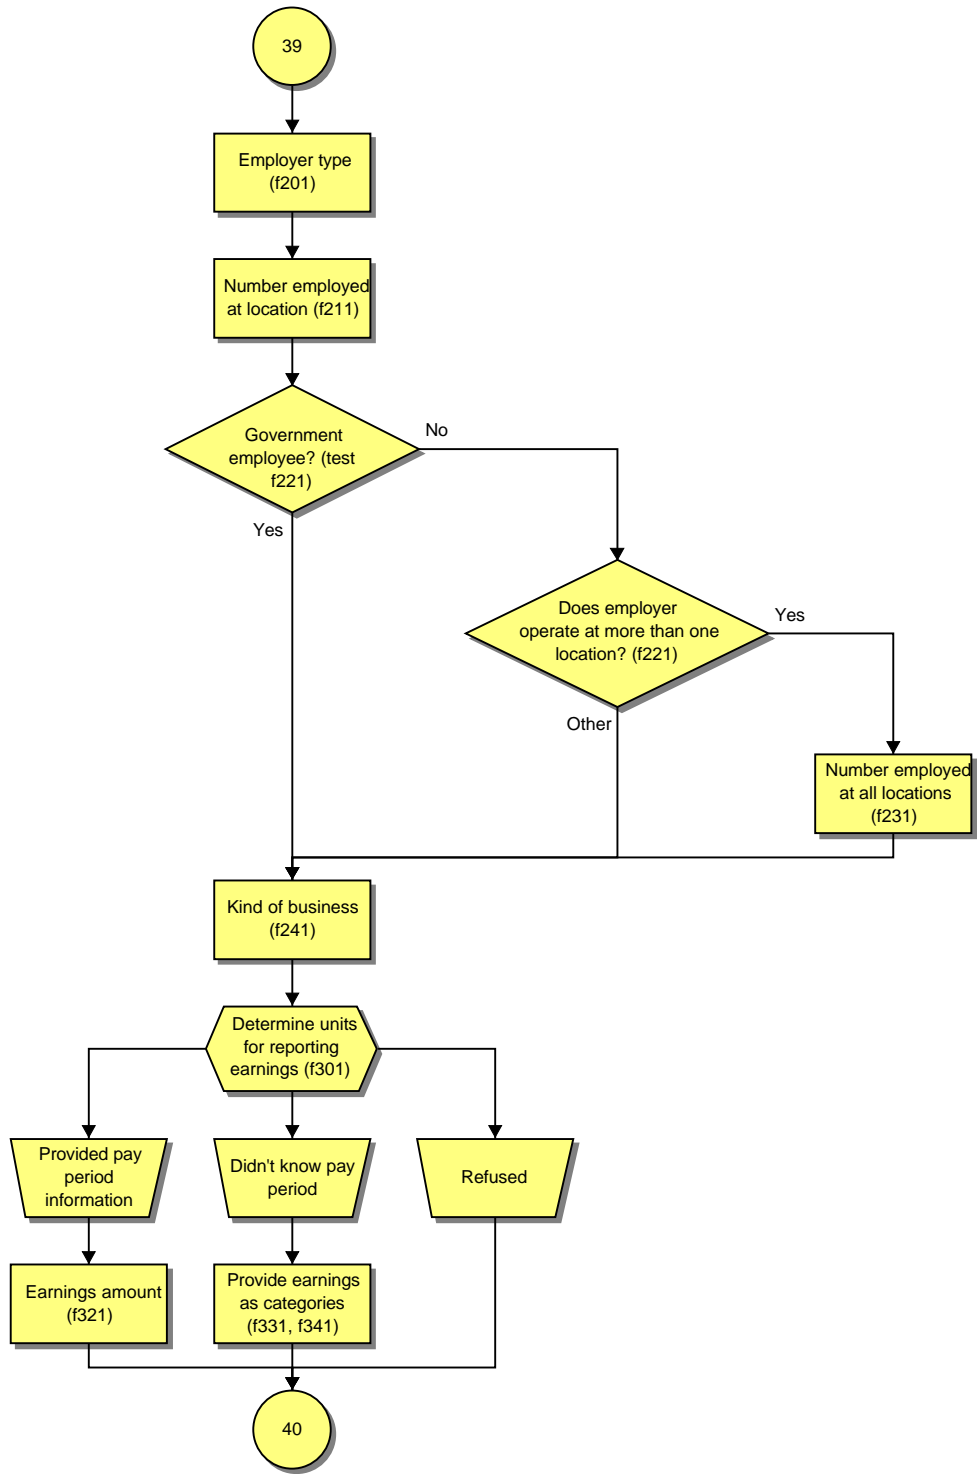 39
Employer type
(f201)
Number employed
at location (f211)
Government
employee? (test
f221)
No
Yes
Does employer
operate at more than one
location? (f221)
Yes
Other
Number employed
at all locations
(f231)
Kind of business
(f241)
Determine units
for reporting
earnings (f301)
Provided pay
period
information
Didn't know pay
period
Refused
Earnings amount
(f321)
Provide earnings
as categories
(f331, f341)
40